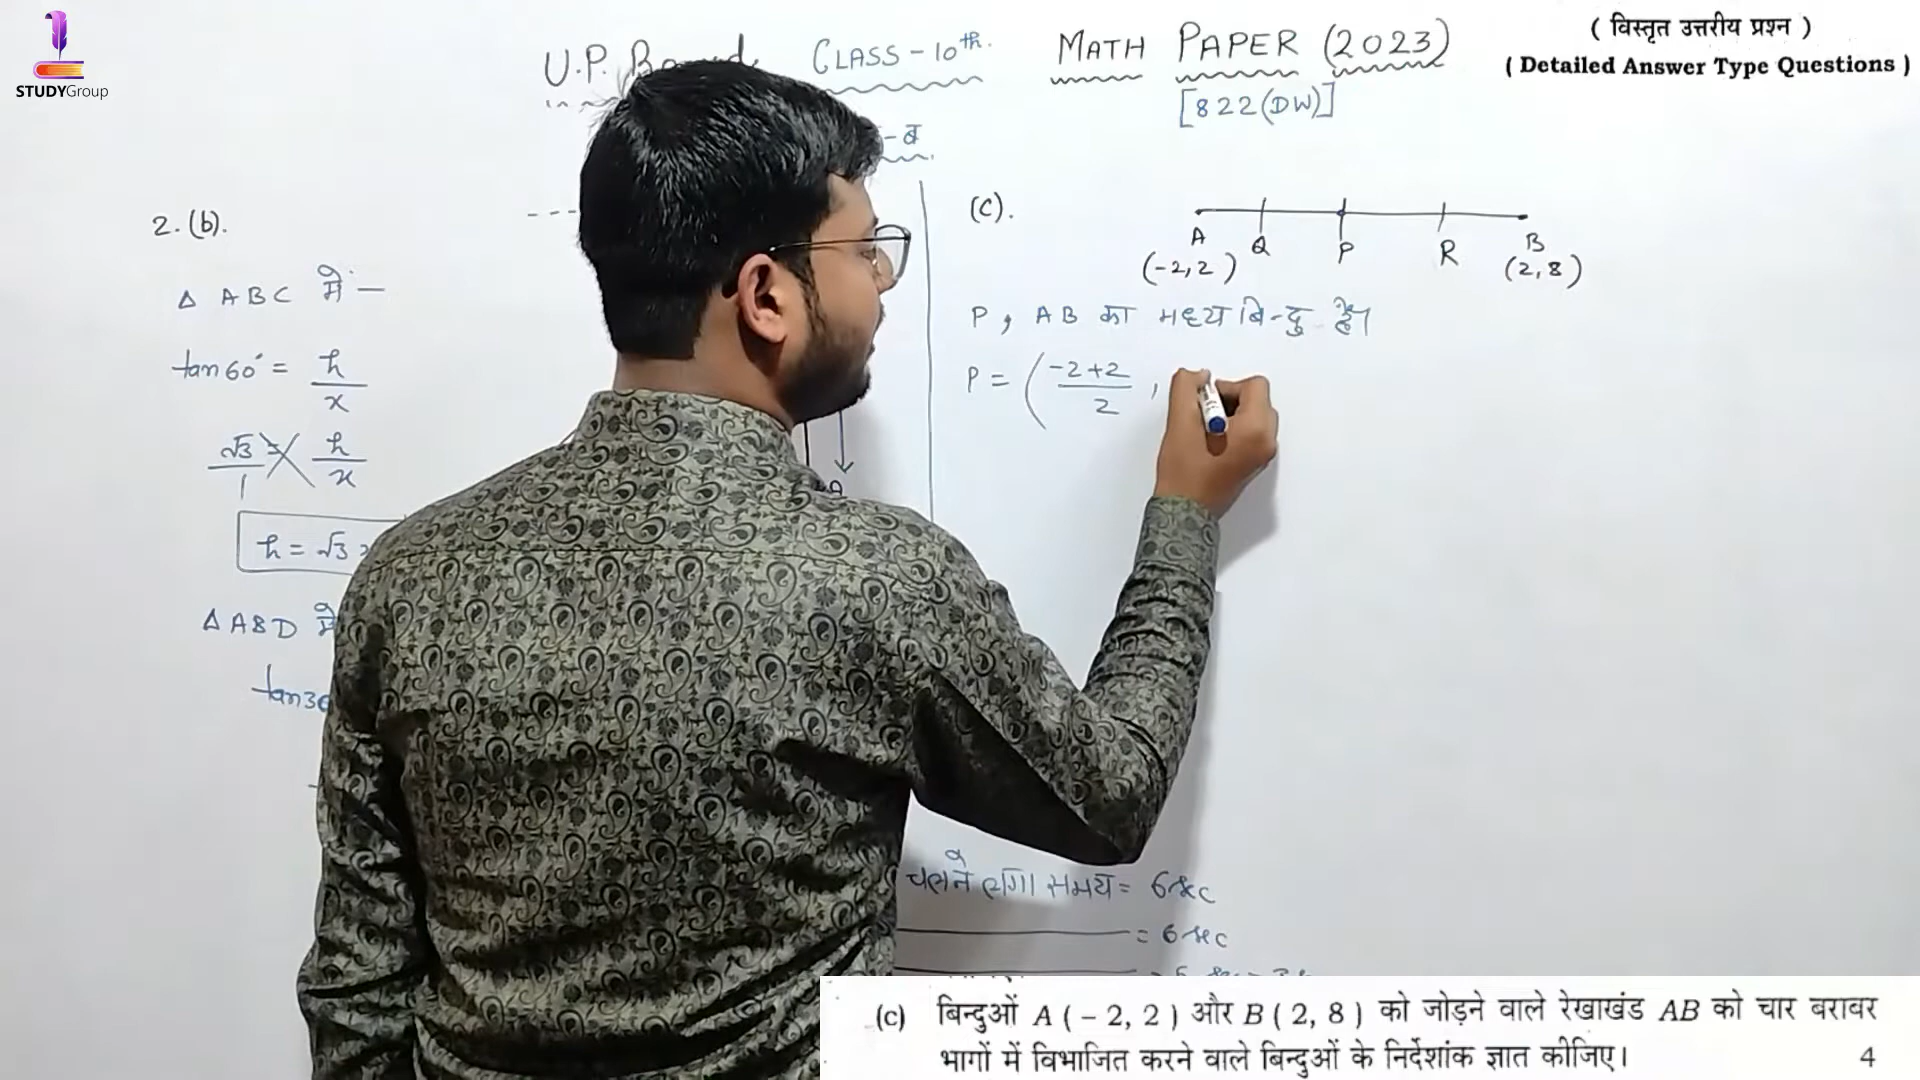 STUDYGroup
U.P. Board CLASS-10th. MATH PAPER (2023)
[822(DW)]
( विस्तृत उत्तरीय प्रश्न )
( Detailed Answer Type Questions )
2.(b).
Δ ABC में —
tan60° = h/x
√3/1 = h/x
h = √3
Δ ABD में
(C).
A Q P R B
(-2,2) (2,8)
P, AB का मध्य बिन्दु है।
P = ( -2+2/2 ,
चलने लगा समय = 6 sec
= 6 sec
(c) बिन्दुओं A ( – 2, 2 ) और B ( 2, 8 ) को जोड़ने वाले रेखाखंड AB को चार बराबर
भागों में विभाजित करने वाले बिन्दुओं के निर्देशांक ज्ञात कीजिए। 4